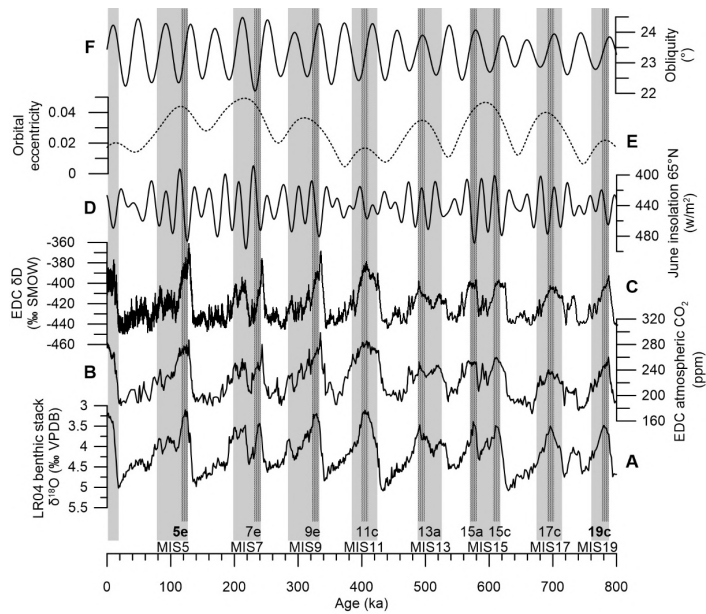 F
24
23
22
Obliquity
(°)
0.04
0.02
0
Orbital
eccentricity
E
D
400
440
480
June insolation 65°N
(w/m²)
-360
-380
-400
-420
-440
-460
EDC δD
(‰ SMOW)
C
B
320
280
240
200
160
EDC atmospheric CO₂
(ppm)
3
3.5
4
4.5
5
5.5
LR04 benthic stack
δ¹⁸O (‰ VPDB)
A
5e 7e 9e 11c 13a 15a 15c 17c 19c
MIS5 MIS7 MIS9 MIS11 MIS13 MIS15 MIS17 MIS19
0 100 200 300 400 500 600 700 800
Age (ka)